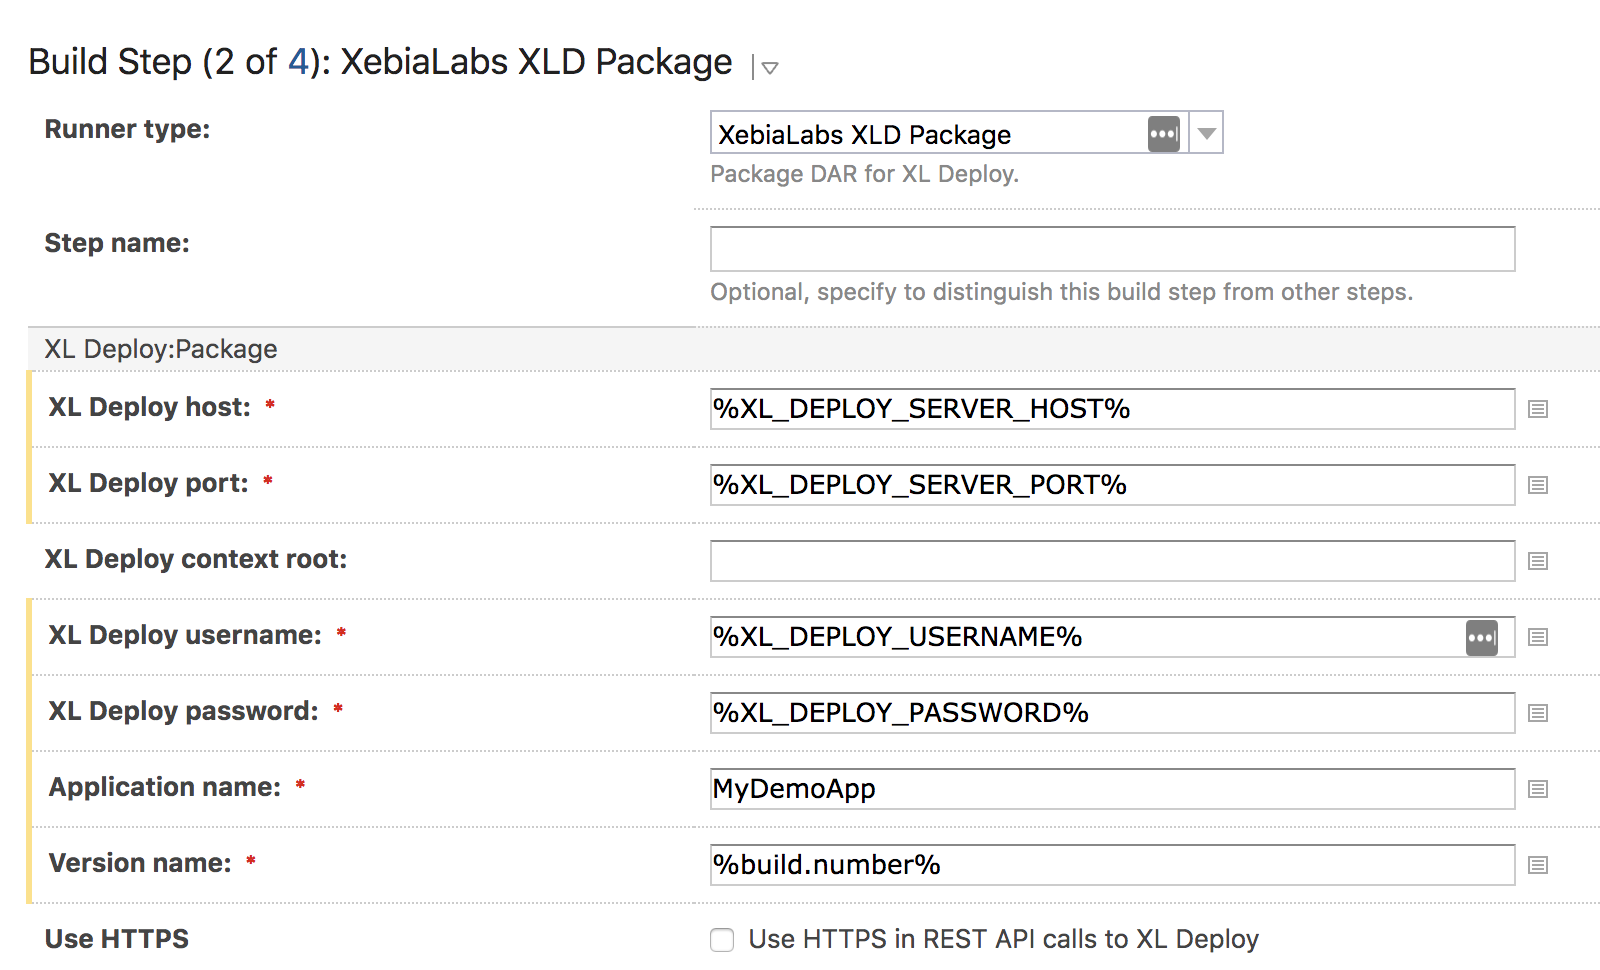 Build Step (2 of 4): XebiaLabs XLD Package
Runner type:
XebiaLabs XLD Package
Package DAR for XL Deploy.
Step name:
Optional, specify to distinguish this build step from other steps.
XL Deploy:Package
XL Deploy host: *
%XL_DEPLOY_SERVER_HOST%
XL Deploy port: *
%XL_DEPLOY_SERVER_PORT%
XL Deploy context root:
XL Deploy username: *
%XL_DEPLOY_USERNAME%
XL Deploy password: *
%XL_DEPLOY_PASSWORD%
Application name: *
MyDemoApp
Version name: *
%build.number%
Use HTTPS
Use HTTPS in REST API calls to XL Deploy